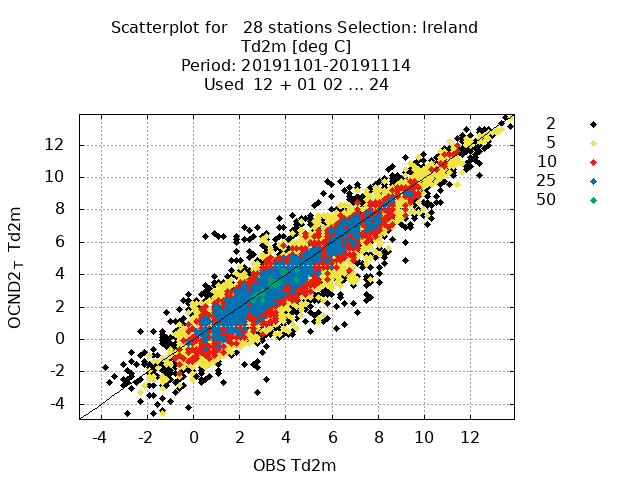 Scatterplot for 28 stations Selection: Ireland
Td2m [deg C]
Period: 20191101-20191114
Used 12 + 01 02 ... 24
2
5
10
25
50
12
10
8
6
4
2
0
-2
-4
OCND2_T Td2m
-4 -2 0 2 4 6 8 10 12
OBS Td2m